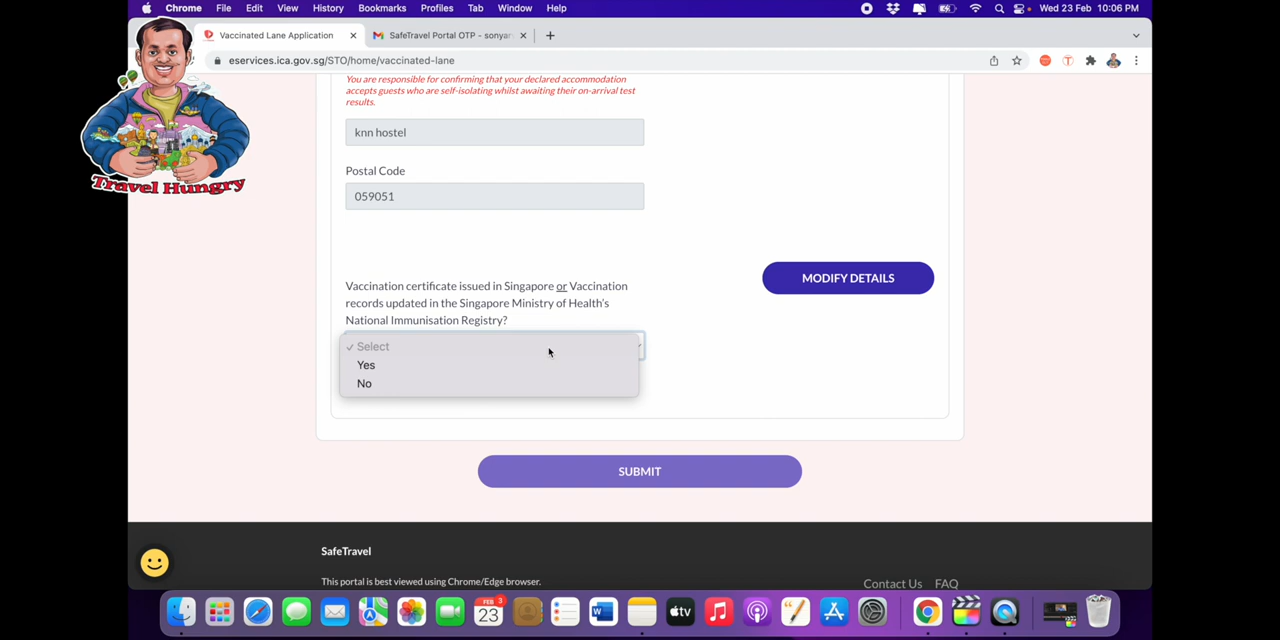 Chrome File Edit View History Bookmarks Profiles Tab Window Help Wed 23 Feb 10:06 PM
Vaccinated Lane Application SafeTravel Portal OTP - sonyar
eservices.ica.gov.sg/STO/home/vaccinated-lane
Travel Hungry
You are responsible for confirming that your declared accommodation
accepts guests who are self-isolating whilst awaiting their on-arrival test
results.
knn hostel
Postal Code
059051
MODIFY DETAILS
Vaccination certificate issued in Singapore or Vaccination
records updated in the Singapore Ministry of Health's
National Immunisation Registry?
✓ Select
Yes
No
SUBMIT
SafeTravel
This portal is best viewed using Chrome/Edge browser.
Contact Us FAQ
FEB 3
23
tv